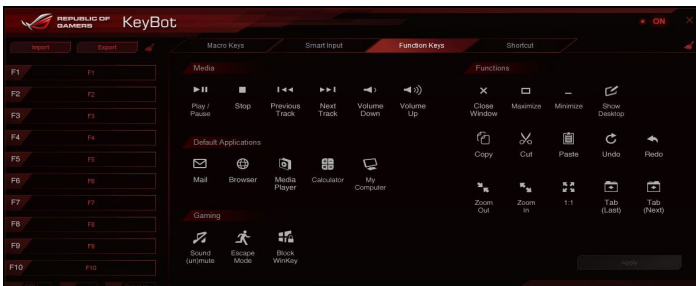 REPUBLIC OF
GAMERS
KeyBot
ON
Import
Export
Macro Keys
Smart Input
Function Keys
Shortcut
F1
F1
F2
F2
F3
F3
F4
F4
F5
F5
F6
F6
F7
F7
F8
F8
F9
F9
F10
F10
Media
Play /
Pause
Stop
Previous
Track
Next
Track
Volume
Down
Volume
Up
Default Applications
Mail
Browser
Media
Player
Calculator
My
Computer
Gaming
Sound
(un)mute
Escape
Mode
Block
WinKey
Functions
Close
Window
Maximize
Minimize
Show
Desktop
Copy
Cut
Paste
Undo
Redo
Zoom
Out
Zoom
In
1:1
Tab
(Last)
Tab
(Next)
Apply